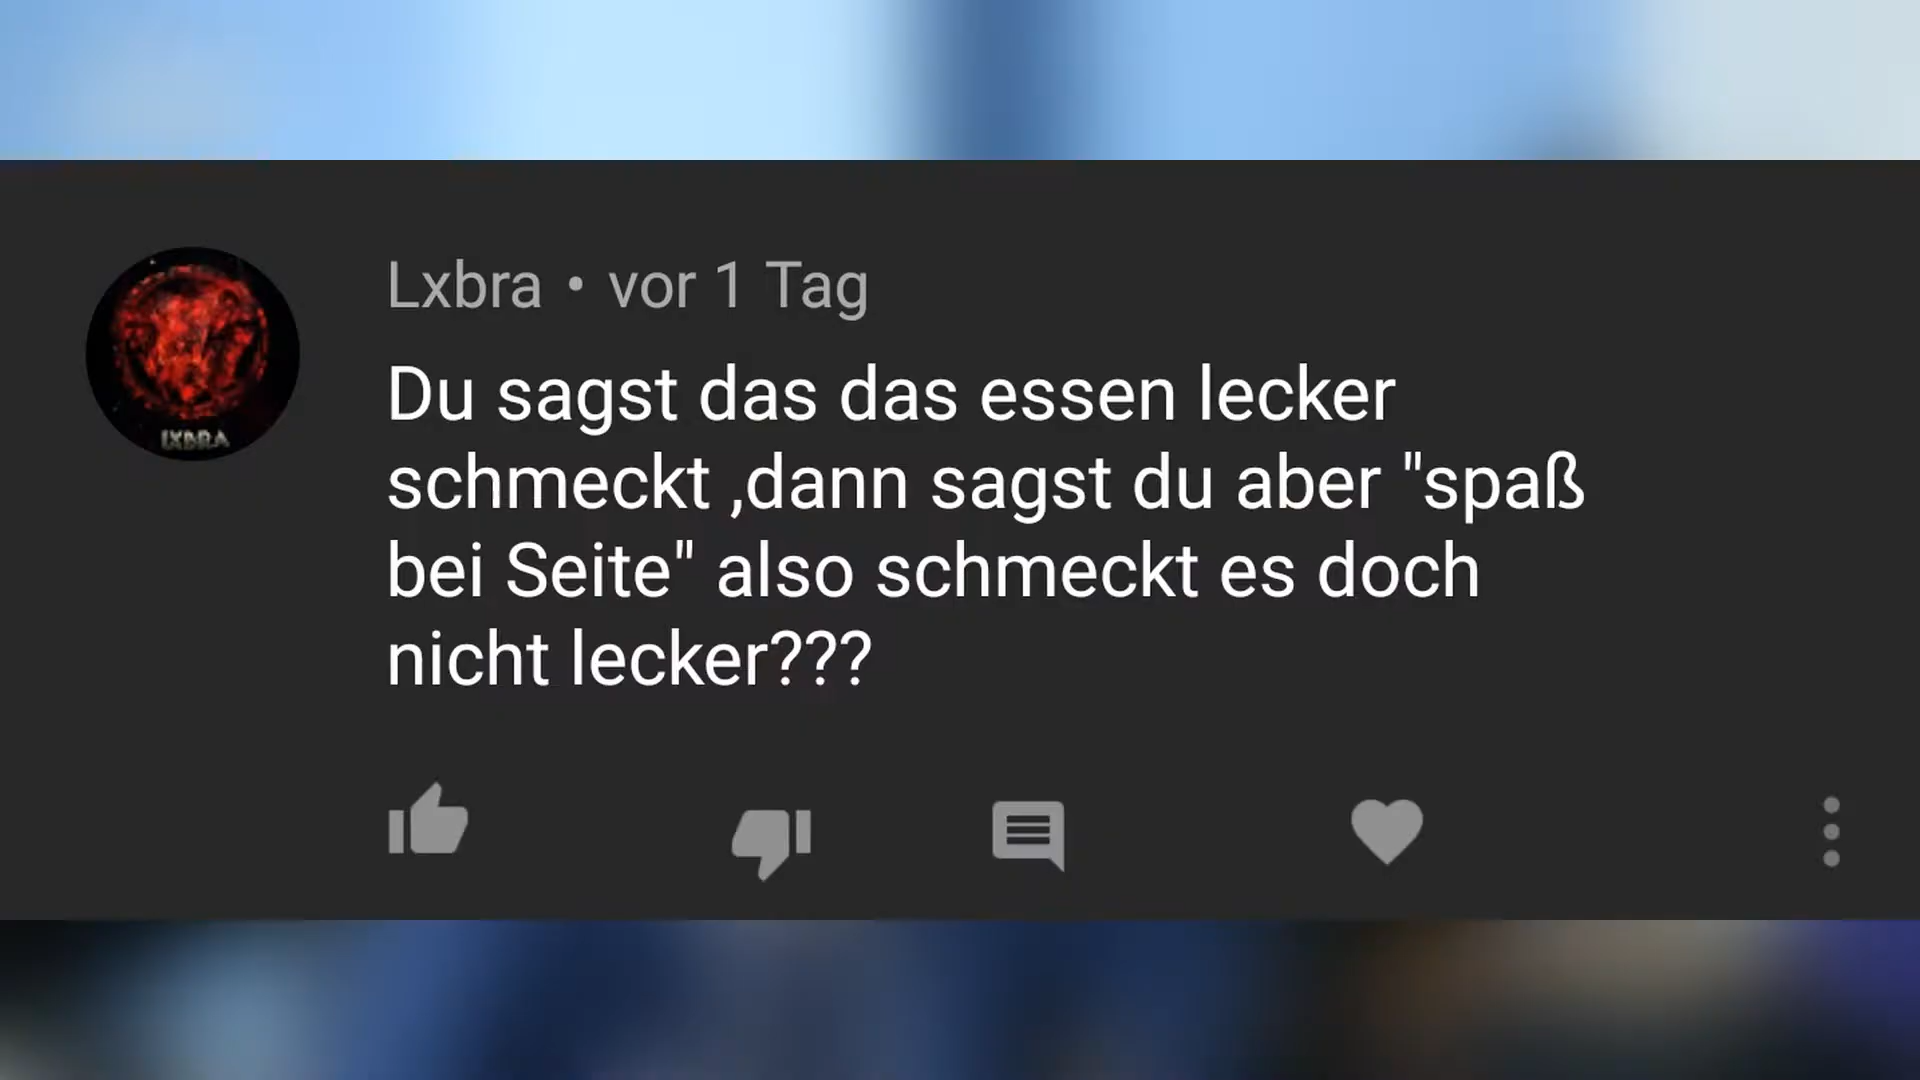 Lxbra • vor 1 Tag
Du sagst das das essen lecker
schmeckt ,dann sagst du aber "spaß
bei Seite" also schmeckt es doch
nicht lecker???
LXBRA